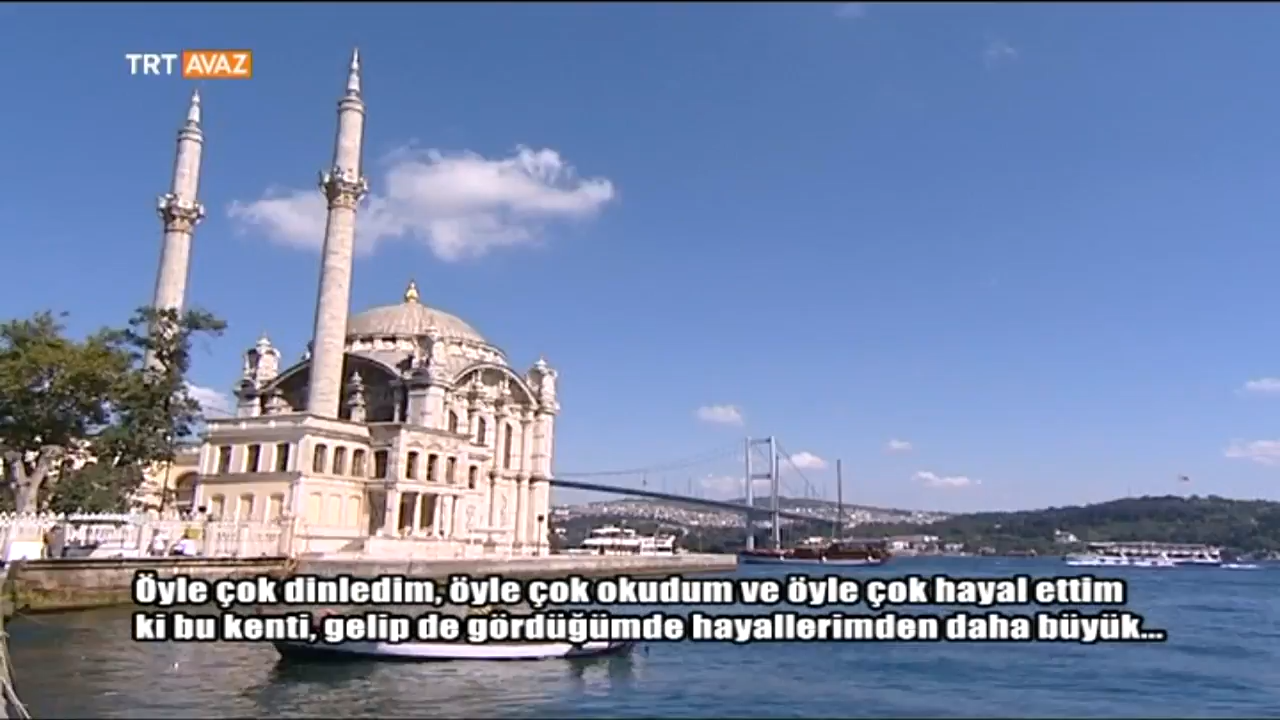 TRT AVAZ
Öyle çok dinledim, öyle çok okudum ve öyle çok hayal ettim
ki bu kenti, gelip de gördüğümde hayallerimden daha büyük...